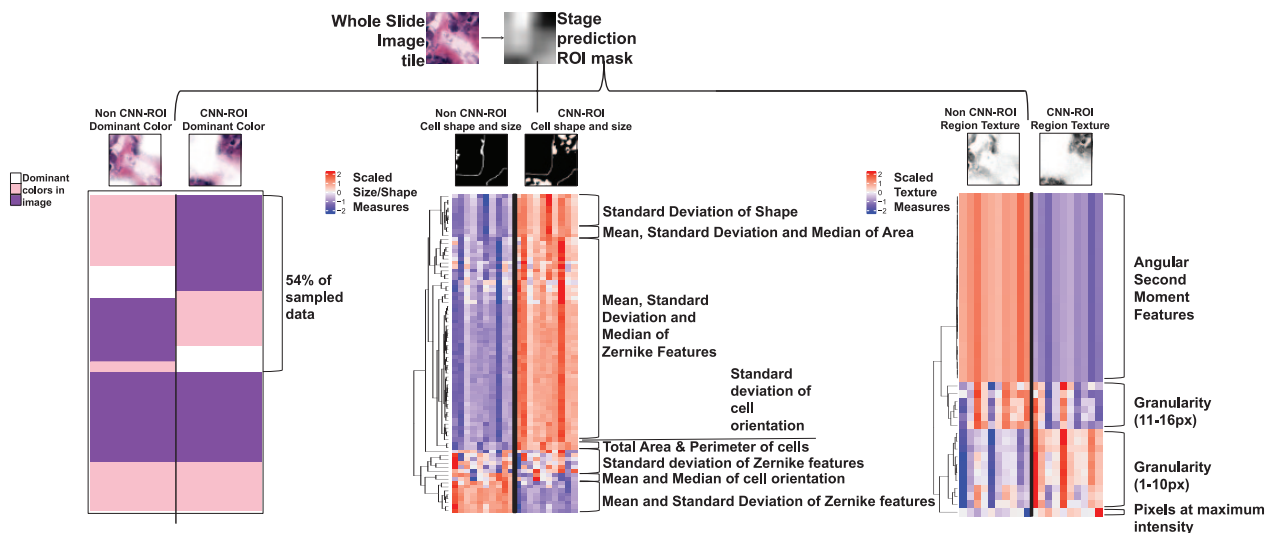 Whole Slide
Image
tile
Stage
prediction
ROI mask
Non CNN-ROI
Dominant Color
CNN-ROI
Dominant Color
Dominant
colors in
image
54% of
sampled
data
Non CNN-ROI
Cell shape and size
CNN-ROI
Cell shape and size
2
1
0
−1
−2
Scaled
Size/Shape
Measures
Standard Deviation of Shape
Mean, Standard Deviation and Median of Area
Mean, Standard
Deviation and
Median of
Zernike Features
Standard
deviation of
cell
orientation
Total Area & Perimeter of cells
Standard deviation of Zernike features
Mean and Median of cell orientation
Mean and Standard Deviation of Zernike features
Non CNN-ROI
Region Texture
CNN-ROI
Region Texture
2
1
0
−1
−2
Scaled
Texture
Measures
Angular
Second
Moment
Features
Granularity
(11-16px)
Granularity
(1-10px)
Pixels at maximum
intensity